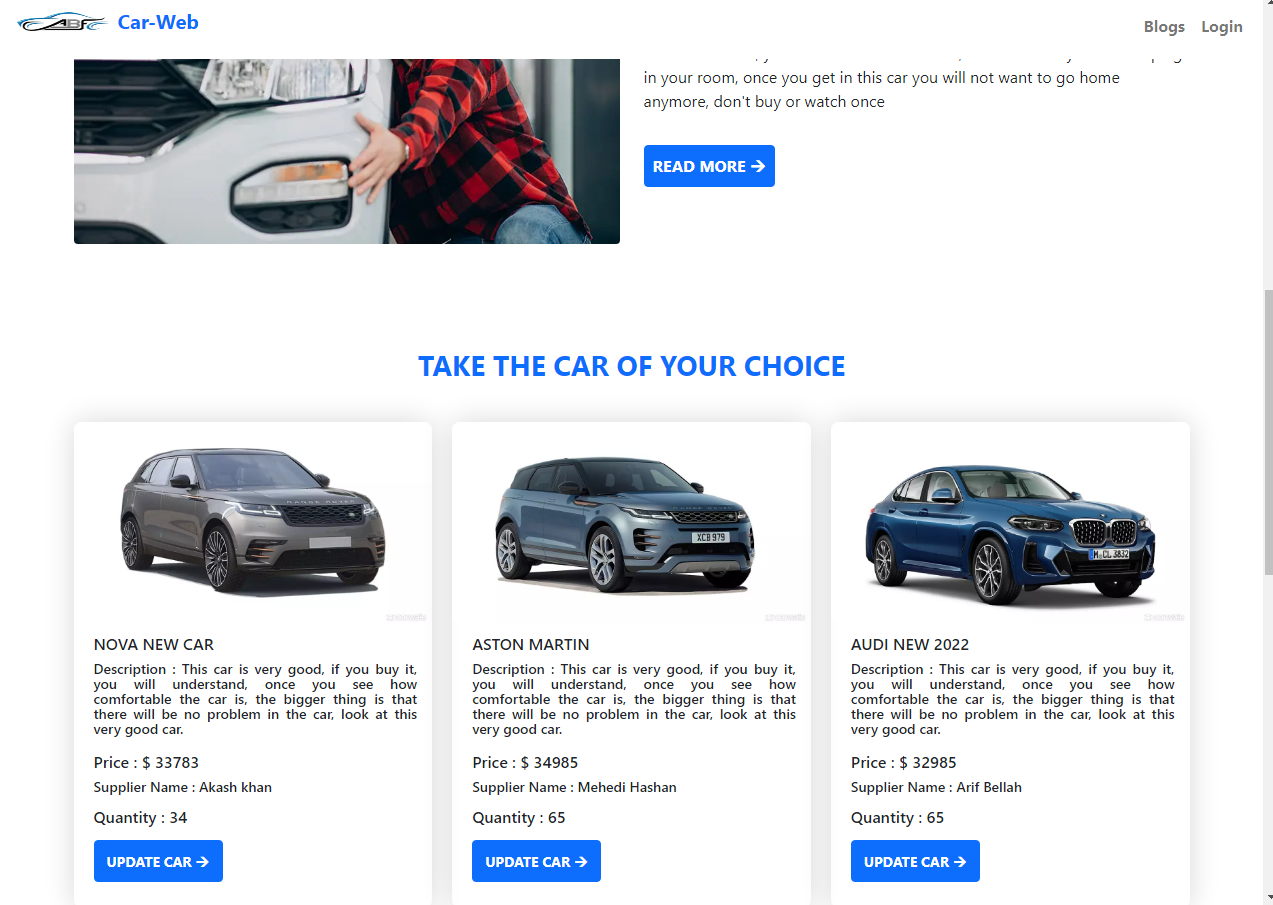 ABF Car-Web
Blogs Login
in your room, once you get in this car you will not want to go home
anymore, don't buy or watch once
READ MORE →
TAKE THE CAR OF YOUR CHOICE
RANGE ROVER
XCB 979
M CL 3832
NOVA NEW CAR
Description : This car is very good, if you buy it,
you will understand, once you see how
comfortable the car is, the bigger thing is that
there will be no problem in the car, look at this
very good car.
Price : $ 33783
Supplier Name : Akash khan
Quantity : 34
UPDATE CAR →
ASTON MARTIN
Description : This car is very good, if you buy it,
you will understand, once you see how
comfortable the car is, the bigger thing is that
there will be no problem in the car, look at this
very good car.
Price : $ 34985
Supplier Name : Mehedi Hashan
Quantity : 65
UPDATE CAR →
AUDI NEW 2022
Description : This car is very good, if you buy it,
you will understand, once you see how
comfortable the car is, the bigger thing is that
there will be no problem in the car, look at this
very good car.
Price : $ 32985
Supplier Name : Arif Bellah
Quantity : 65
UPDATE CAR →